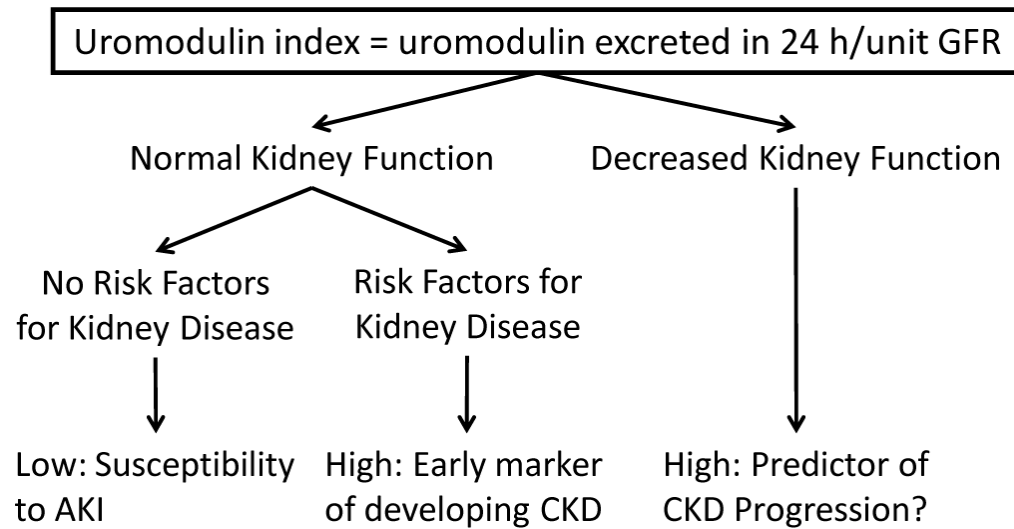 Uromodulin index = uromodulin excreted in 24 h/unit GFR
Normal Kidney Function
Decreased Kidney Function
No Risk Factors
for Kidney Disease
Risk Factors for
Kidney Disease
Low: Susceptibility
to AKI
High: Early marker
of developing CKD
High: Predictor of
CKD Progression?